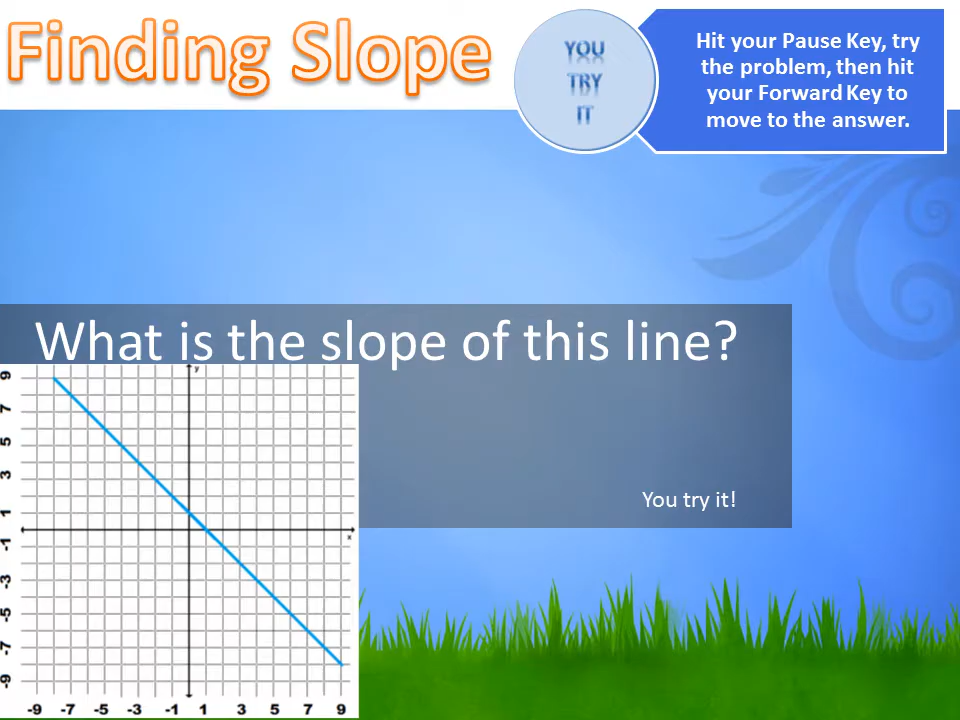 Finding Slope
YOU
TRY
IT
Hit your Pause Key, try
the problem, then hit
your Forward Key to
move to the answer.
What is the slope of this line?
You try it!
y
x
9
7
5
3
1
-1
-3
-5
-7
-9
-9 -7 -5 -3 -1 1 3 5 7 9